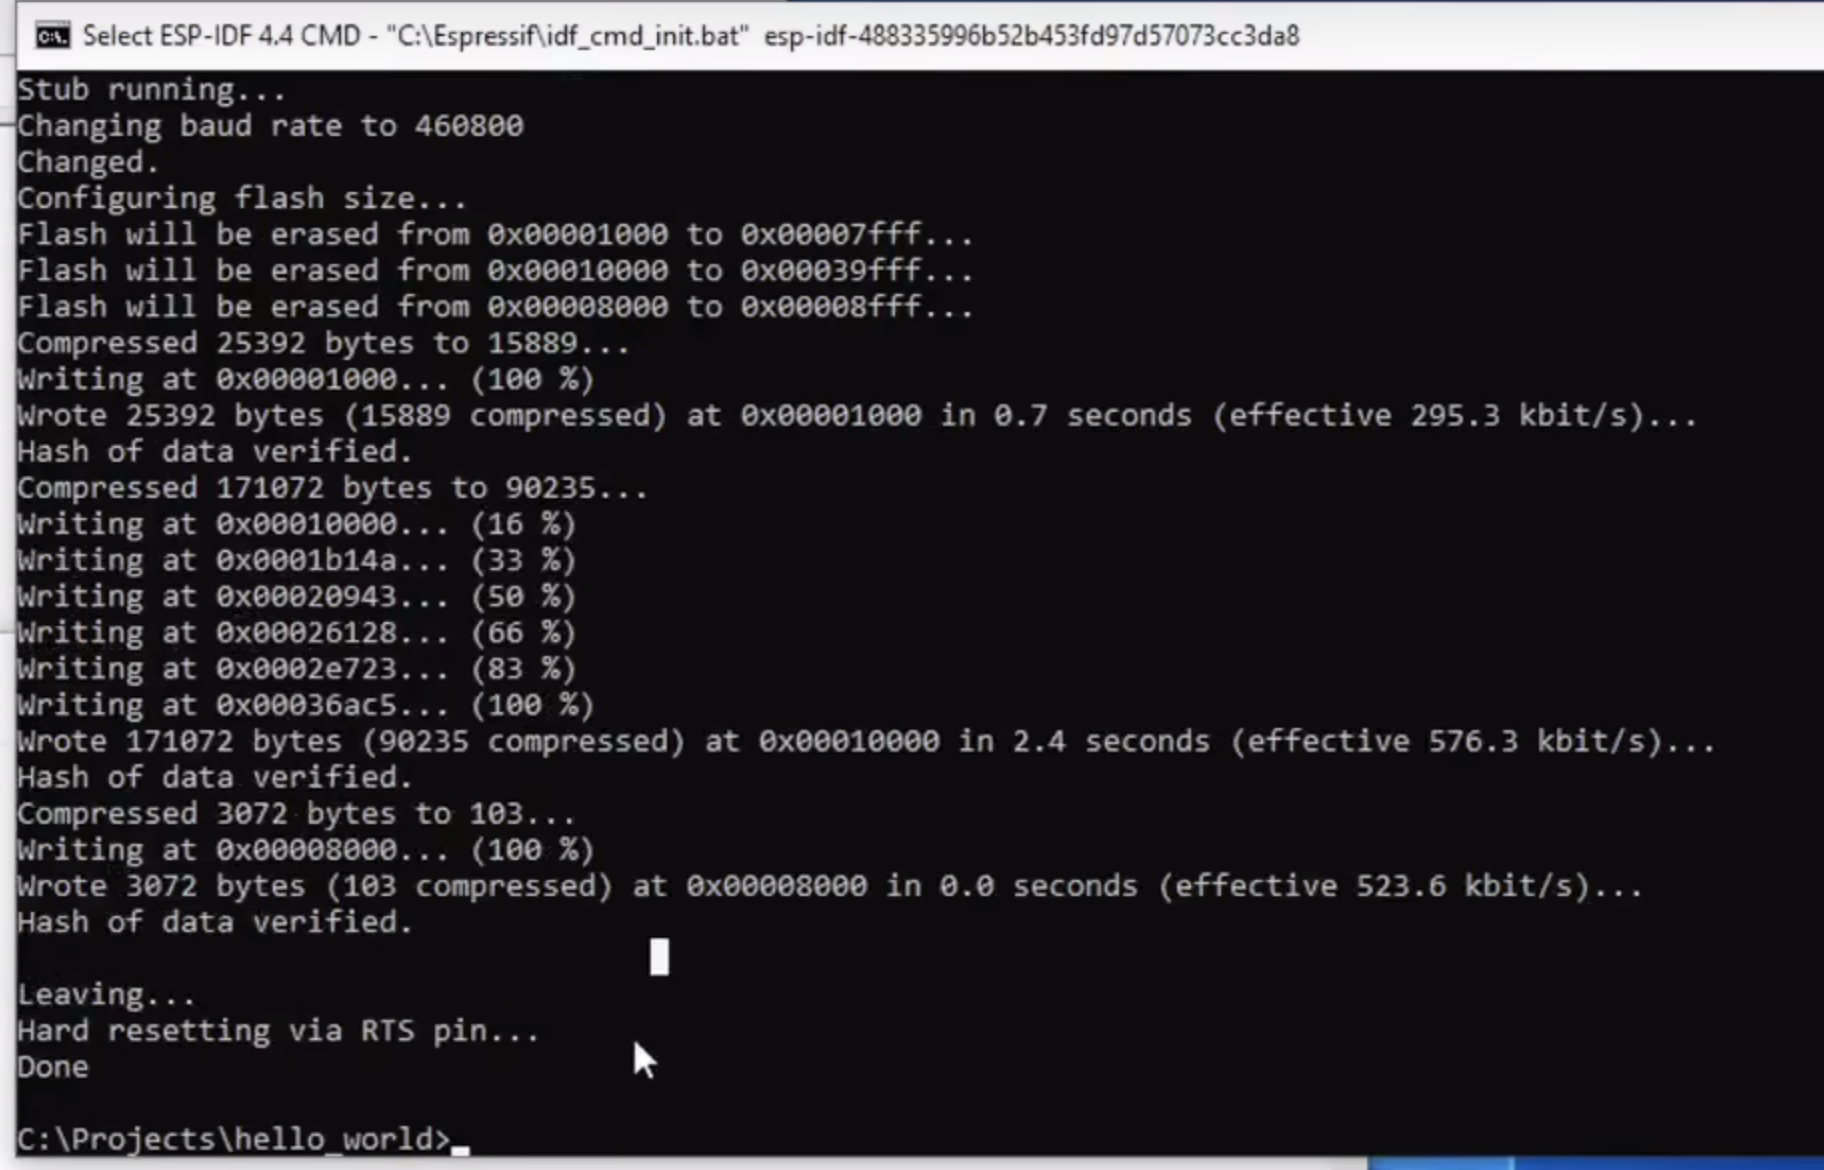 Select ESP-IDF 4.4 CMD - "C:\Espressif\idf_cmd_init.bat"  esp-idf-488335996b52b453fd97d57073cc3da8
Stub running...
Changing baud rate to 460800
Changed.
Configuring flash size...
Flash will be erased from 0x00001000 to 0x00007fff...
Flash will be erased from 0x00010000 to 0x00039fff...
Flash will be erased from 0x00008000 to 0x00008fff...
Compressed 25392 bytes to 15889...
Writing at 0x00001000... (100 %)
Wrote 25392 bytes (15889 compressed) at 0x00001000 in 0.7 seconds (effective 295.3 kbit/s)...
Hash of data verified.
Compressed 171072 bytes to 90235...
Writing at 0x00010000... (16 %)
Writing at 0x0001b14a... (33 %)
Writing at 0x00020943... (50 %)
Writing at 0x00026128... (66 %)
Writing at 0x0002e723... (83 %)
Writing at 0x00036ac5... (100 %)
Wrote 171072 bytes (90235 compressed) at 0x00010000 in 2.4 seconds (effective 576.3 kbit/s)...
Hash of data verified.
Compressed 3072 bytes to 103...
Writing at 0x00008000... (100 %)
Wrote 3072 bytes (103 compressed) at 0x00008000 in 0.0 seconds (effective 523.6 kbit/s)...
Hash of data verified.
Leaving...
Hard resetting via RTS pin...
Done
C:\Projects\hello_world>